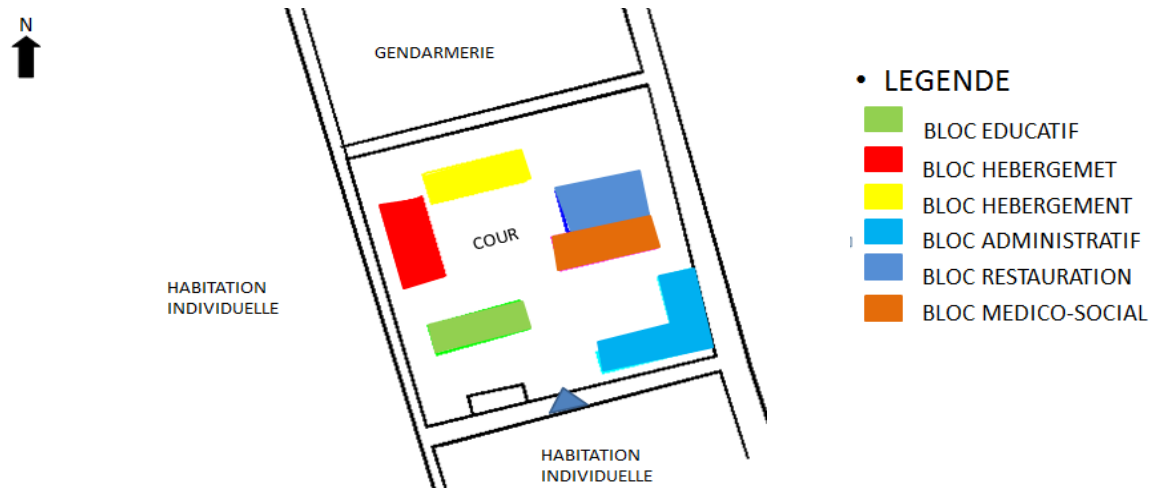 N
GENDARMERIE
COUR
HABITATION
INDIVIDUELLE
HABITATION
INDIVIDUELLE
• LEGENDE
BLOC EDUCATIF
BLOC HEBERGEMET
BLOC HEBERGEMENT
BLOC ADMINISTRATIF
BLOC RESTAURATION
BLOC MEDICO-SOCIAL